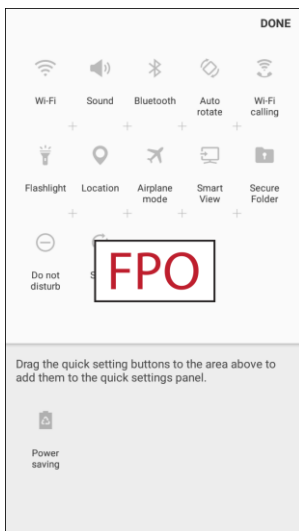 DONE
Wi-Fi Sound Bluetooth Auto rotate Wi-Fi calling
Flashlight Location Airplane mode Smart View Secure Folder
Do not disturb
FPO
Drag the quick setting buttons to the area above to
add them to the quick settings panel.
Power
saving